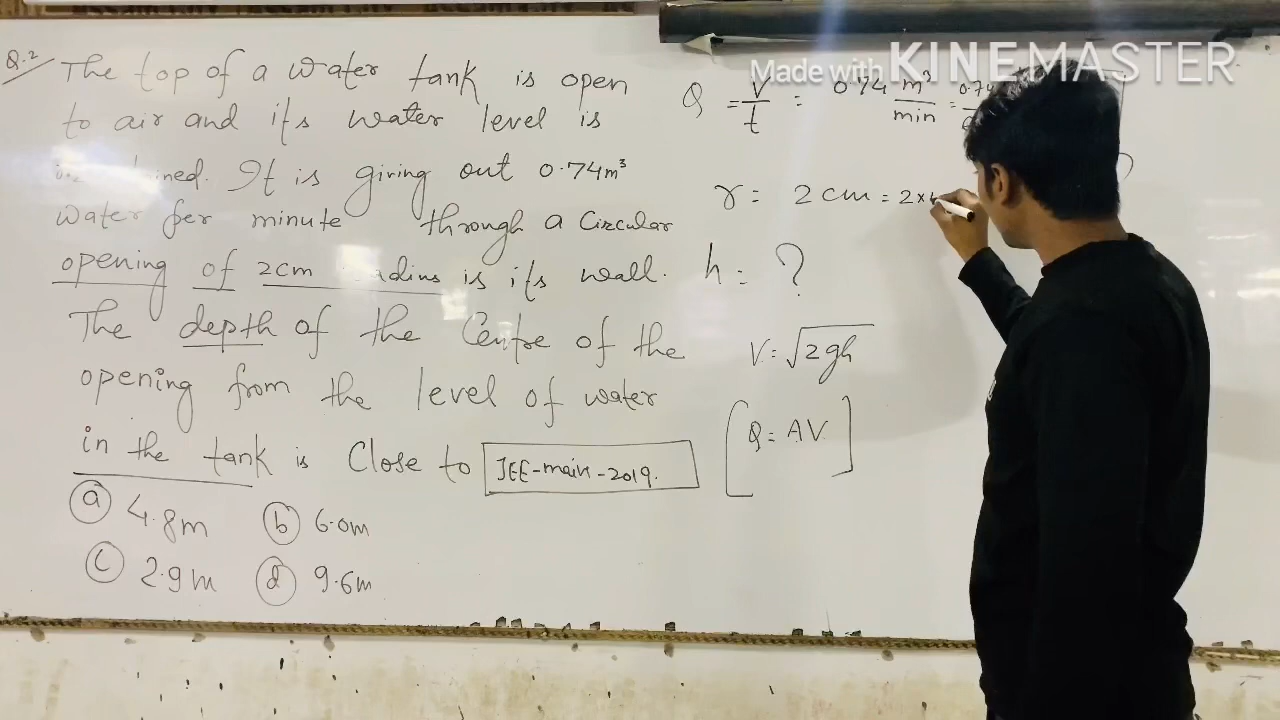 Q.2 The top of a water tank is open
to air and its water level is
It is giving out 0.74m³
water per minute through a Circular
opening of 2cm is its wall.
The depth of the Centre of the
opening from the level of water
in the tank is Close to JEE-main-2019.
(a) 4.8m (b) 6.0m
(c) 2.9m (d) 9.6m
Made with KINEMASTER
Q = V/t = 0.74 m³/min =
r = 2cm = 2×
h = ?
V = √2gh
[Q = AV]